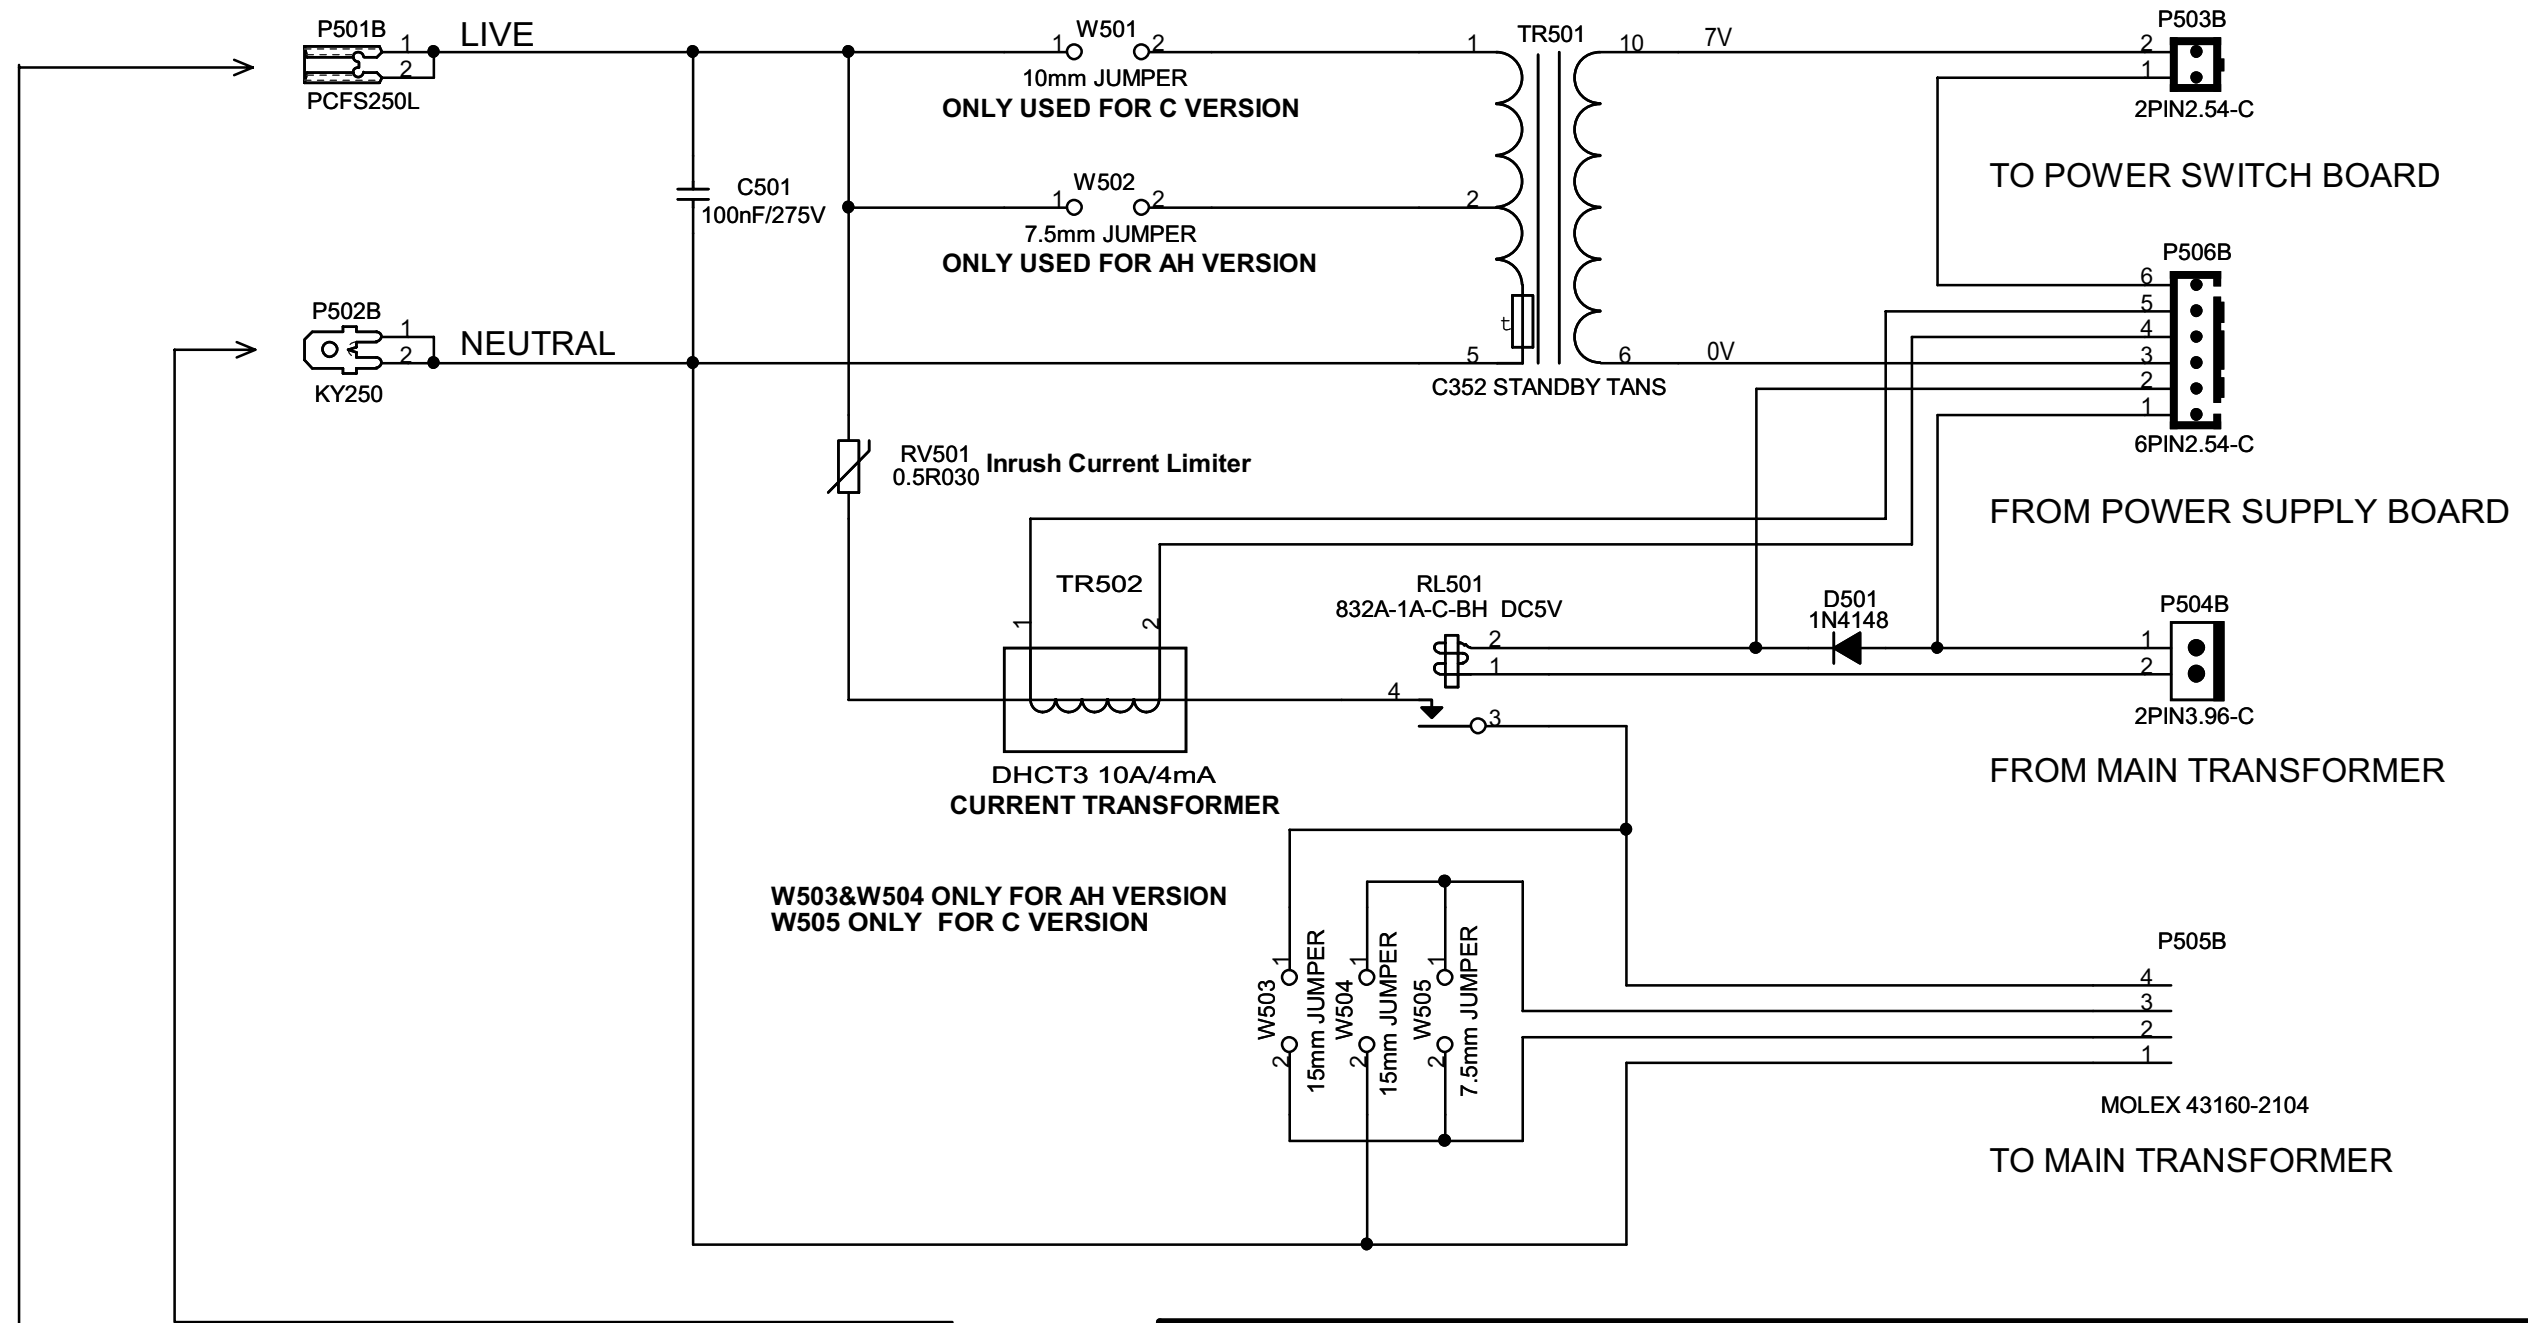 P501B
1
2
PCFS250L
LIVE
C501
100nF/275V
P502B
1
2
KY250
NEUTRAL
W501
1
2
10mm JUMPER
ONLY USED FOR C VERSION
W502
1
2
7.5mm JUMPER
ONLY USED FOR AH VERSION
TR501
1
2
5
t
10
6
7V
0V
C352 STANDBY TANS
P503B
2
1
2PIN2.54-C
TO POWER SWITCH BOARD
P506B
6
5
4
3
2
1
6PIN2.54-C
FROM POWER SUPPLY BOARD
RV501
0.5R030
Inrush Current Limiter
TR502
1
2
DHCT3 10A/4mA
CURRENT TRANSFORMER
RL501
832A-1A-C-BH DC5V
2
1
4
3
D501
1N4148
P504B
1
2
2PIN3.96-C
FROM MAIN TRANSFORMER
W503&W504 ONLY FOR AH VERSION
W505 ONLY FOR C VERSION
1
W503
2
15mm JUMPER
1
W504
2
15mm JUMPER
1
W505
2
7.5mm JUMPER
P505B
4
3
2
1
MOLEX 43160-2104
TO MAIN TRANSFORMER